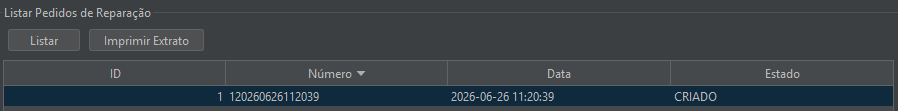 Listar Pedidos de Reparação
Listar Imprimir Extrato
ID Número Data Estado
1 120260626112039 2026-06-26 11:20:39 CRIADO